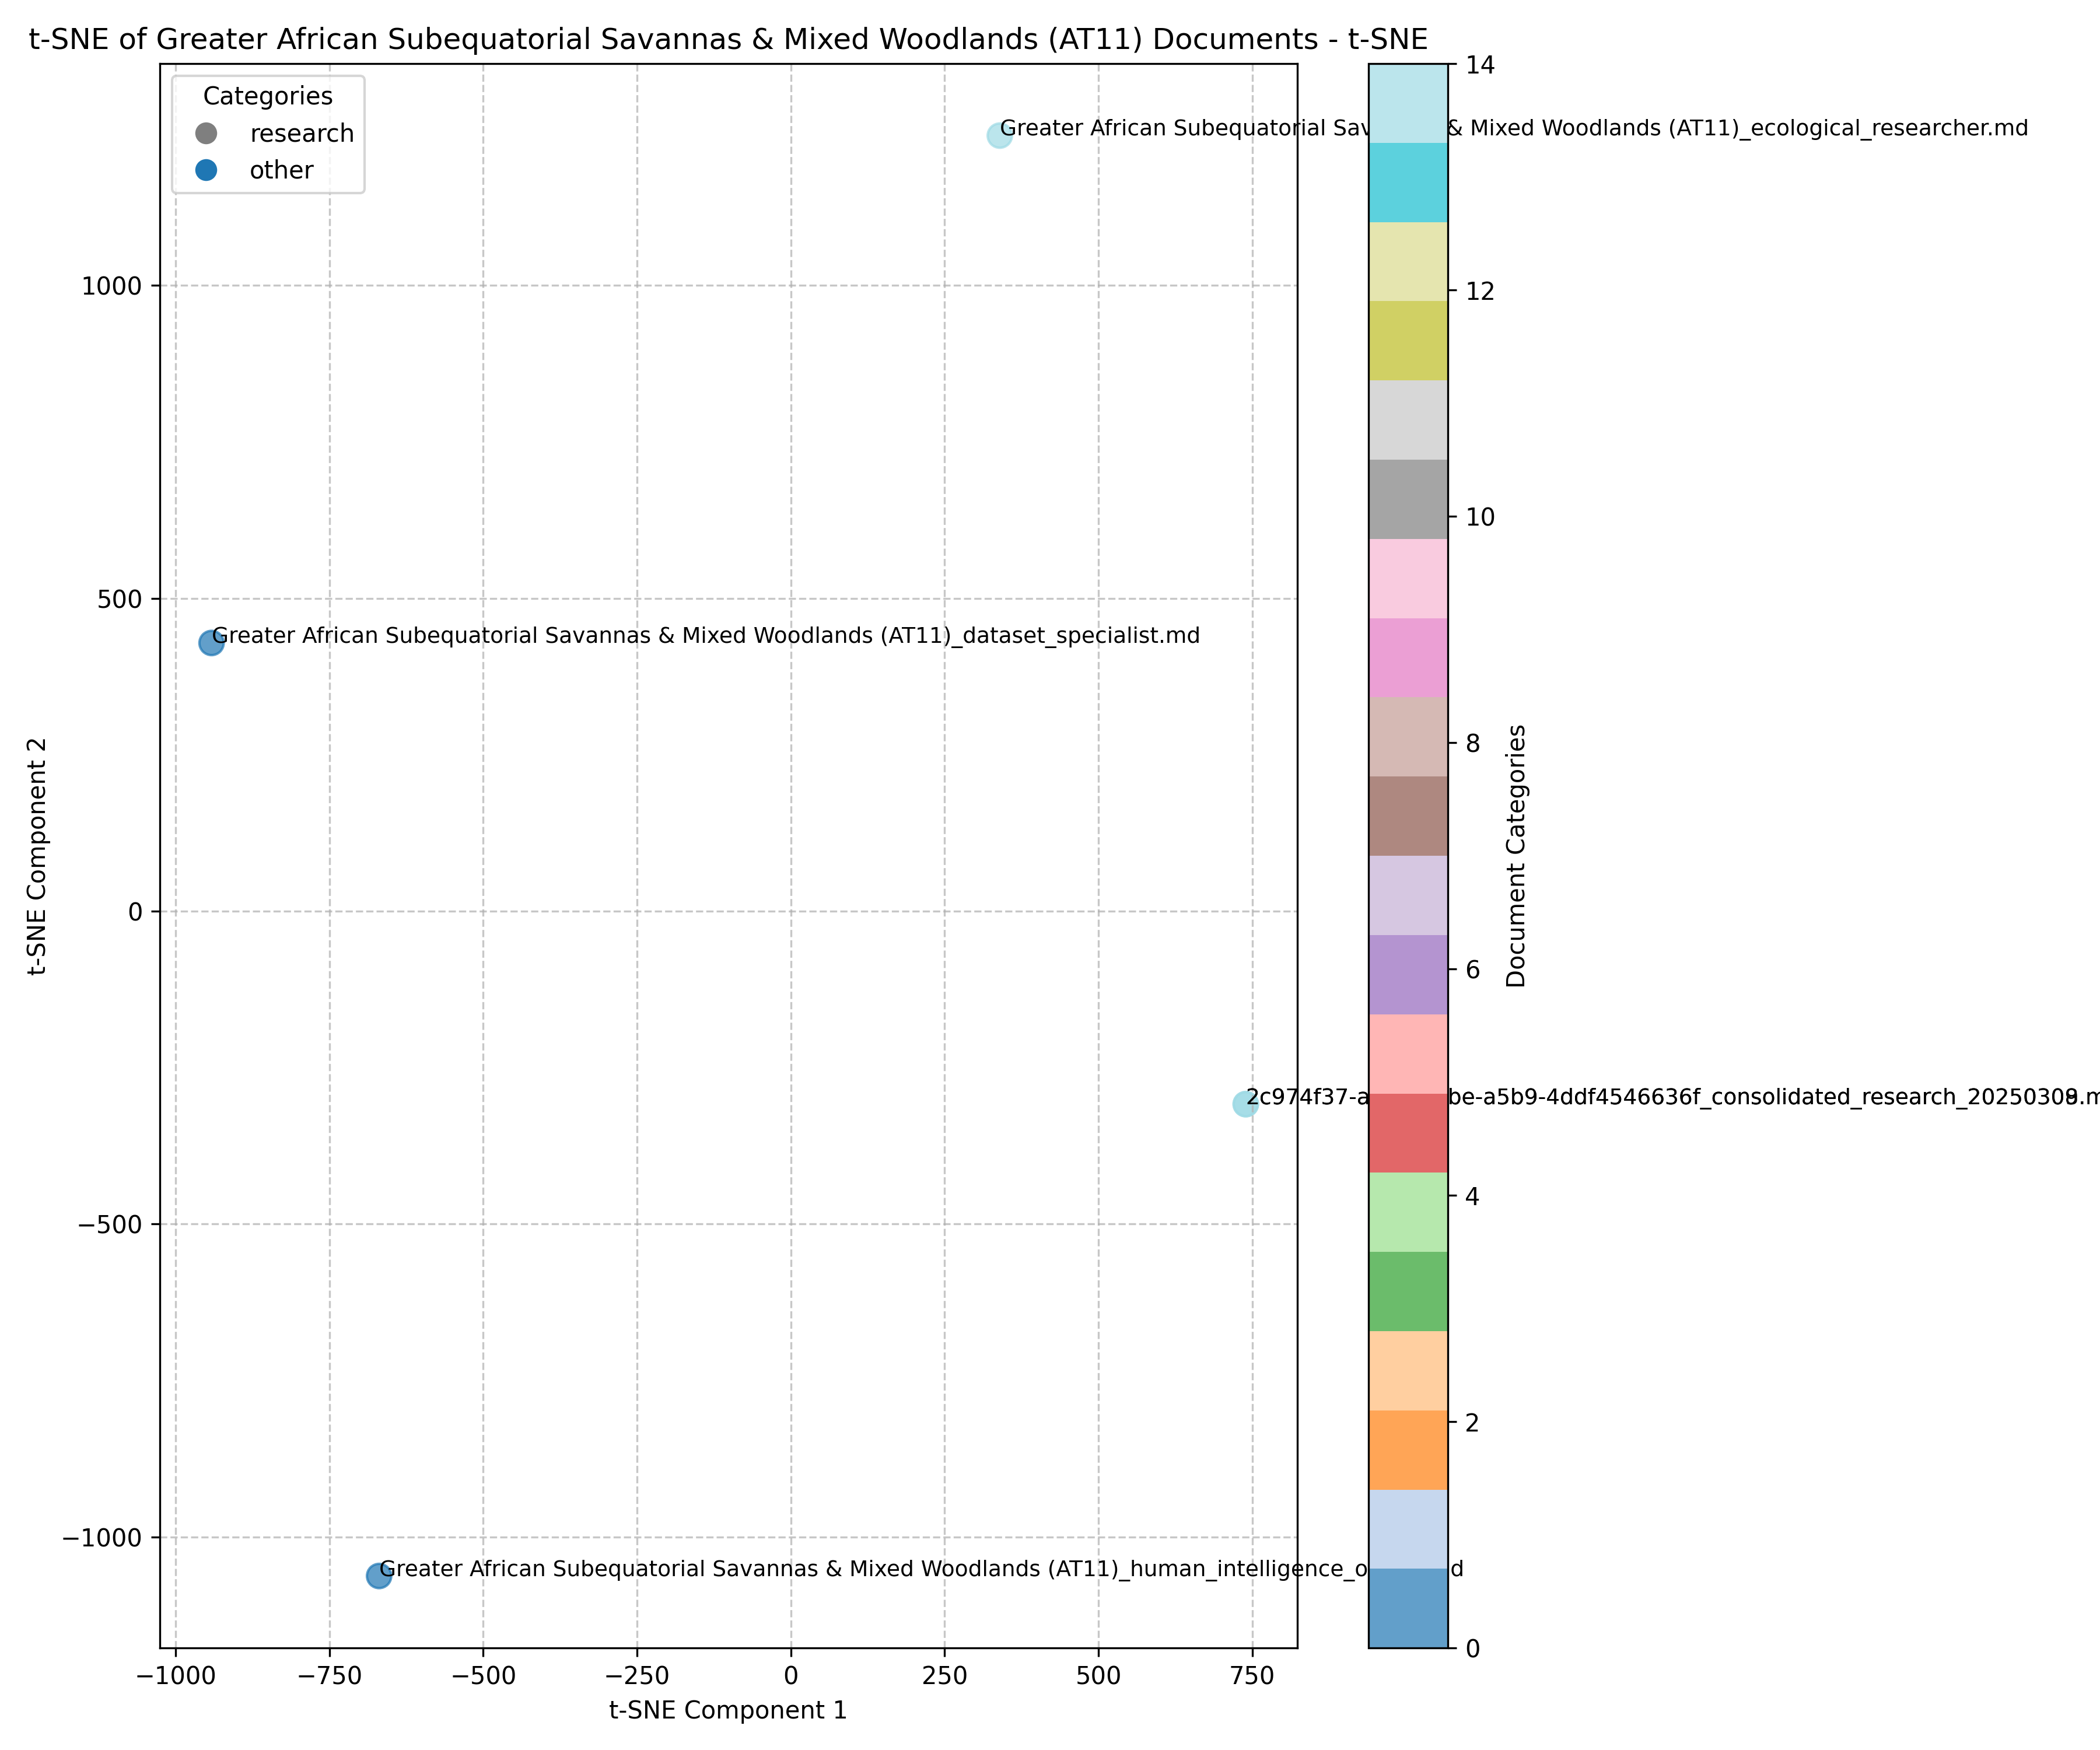 t-SNE of Greater African Subequatorial Savannas & Mixed Woodlands (AT11) Documents - t-SNE
Categories
research
other
Greater African Subequatorial Sav & Mixed Woodlands (AT11)_ecological_researcher.md
Greater African Subequatorial Savannas & Mixed Woodlands (AT11)_dataset_specialist.md
2c974f37-a be-a5b9-4ddf4546636f_consolidated_research_2025030 .m
Greater African Subequatorial Savannas & Mixed Woodlands (AT11)_human_intelligence_o d
1000
500
0
−500
−1000
t-SNE Component 2
−1000 −750 −500 −250 0 250 500 750
t-SNE Component 1
14
12
10
8
6
4
2
0
Document Categories